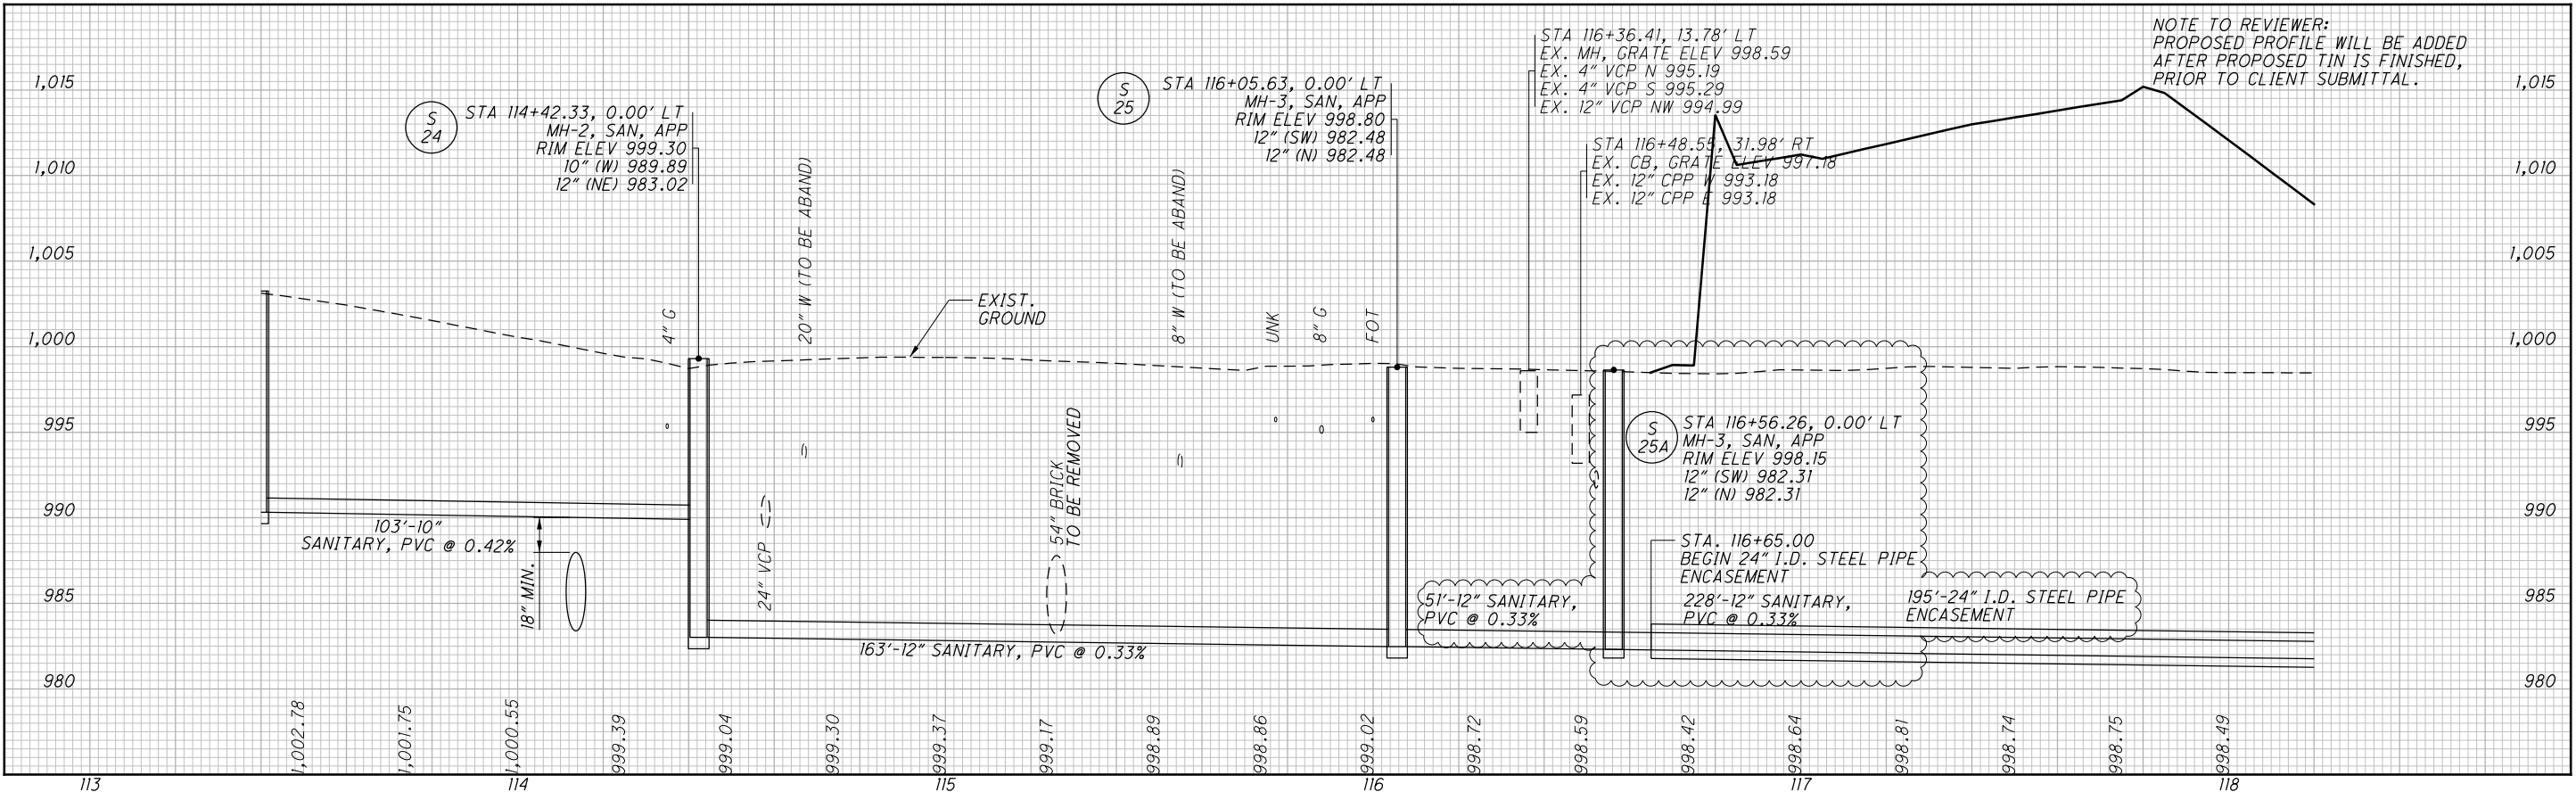 NOTE TO REVIEWER:
PROPOSED PROFILE WILL BE ADDED
AFTER PROPOSED TIN IS FINISHED,
PRIOR TO CLIENT SUBMITTAL.
1,015
1,010
1,005
1,000
995
990
985
980
S
24
STA 114+42.33, 0.00' LT
MH-2, SAN, APP
RIM ELEV 999.30
10" (W) 989.89
12" (NE) 983.02
S
25
STA 116+05.63, 0.00' LT
MH-3, SAN, APP
RIM ELEV 998.80
12" (SW) 982.48
12" (N) 982.48
STA 116+36.41, 13.78' LT
EX. MH, GRATE ELEV 998.59
EX. 4" VCP N 995.19
EX. 4" VCP S 995.29
EX. 12" VCP NW 994.99
STA 116+48.55, 31.98' RT
EX. CB, GRATE ELEV 997.18
EX. 12" CPP W 993.18
EX. 12" CPP E 993.18
4" G
20" W (TO BE ABAND)
EXIST.
GROUND
8" W (TO BE ABAND)
UNK
8" G
FOT
S
25A
STA 116+56.26, 0.00' LT
MH-3, SAN, APP
RIM ELEV 998.15
12" (SW) 982.31
12" (N) 982.31
103'-10"
SANITARY, PVC @ 0.42%
18" MIN.
24" VCP
54" BRICK
TO BE REMOVED
163'-12" SANITARY, PVC @ 0.33%
51'-12" SANITARY,
PVC @ 0.33%
STA. 116+65.00
BEGIN 24" I.D. STEEL PIPE
ENCASEMENT
228'-12" SANITARY,
PVC @ 0.33%
195'-24" I.D. STEEL PIPE
ENCASEMENT
1,015
1,010
1,005
1,000
995
990
985
980
1,002.78
1,001.75
1,000.55
999.39
999.04
999.30
999.37
999.17
998.89
998.86
999.02
998.72
998.59
998.42
998.64
998.81
998.74
998.75
998.49
113
114
115
116
117
118